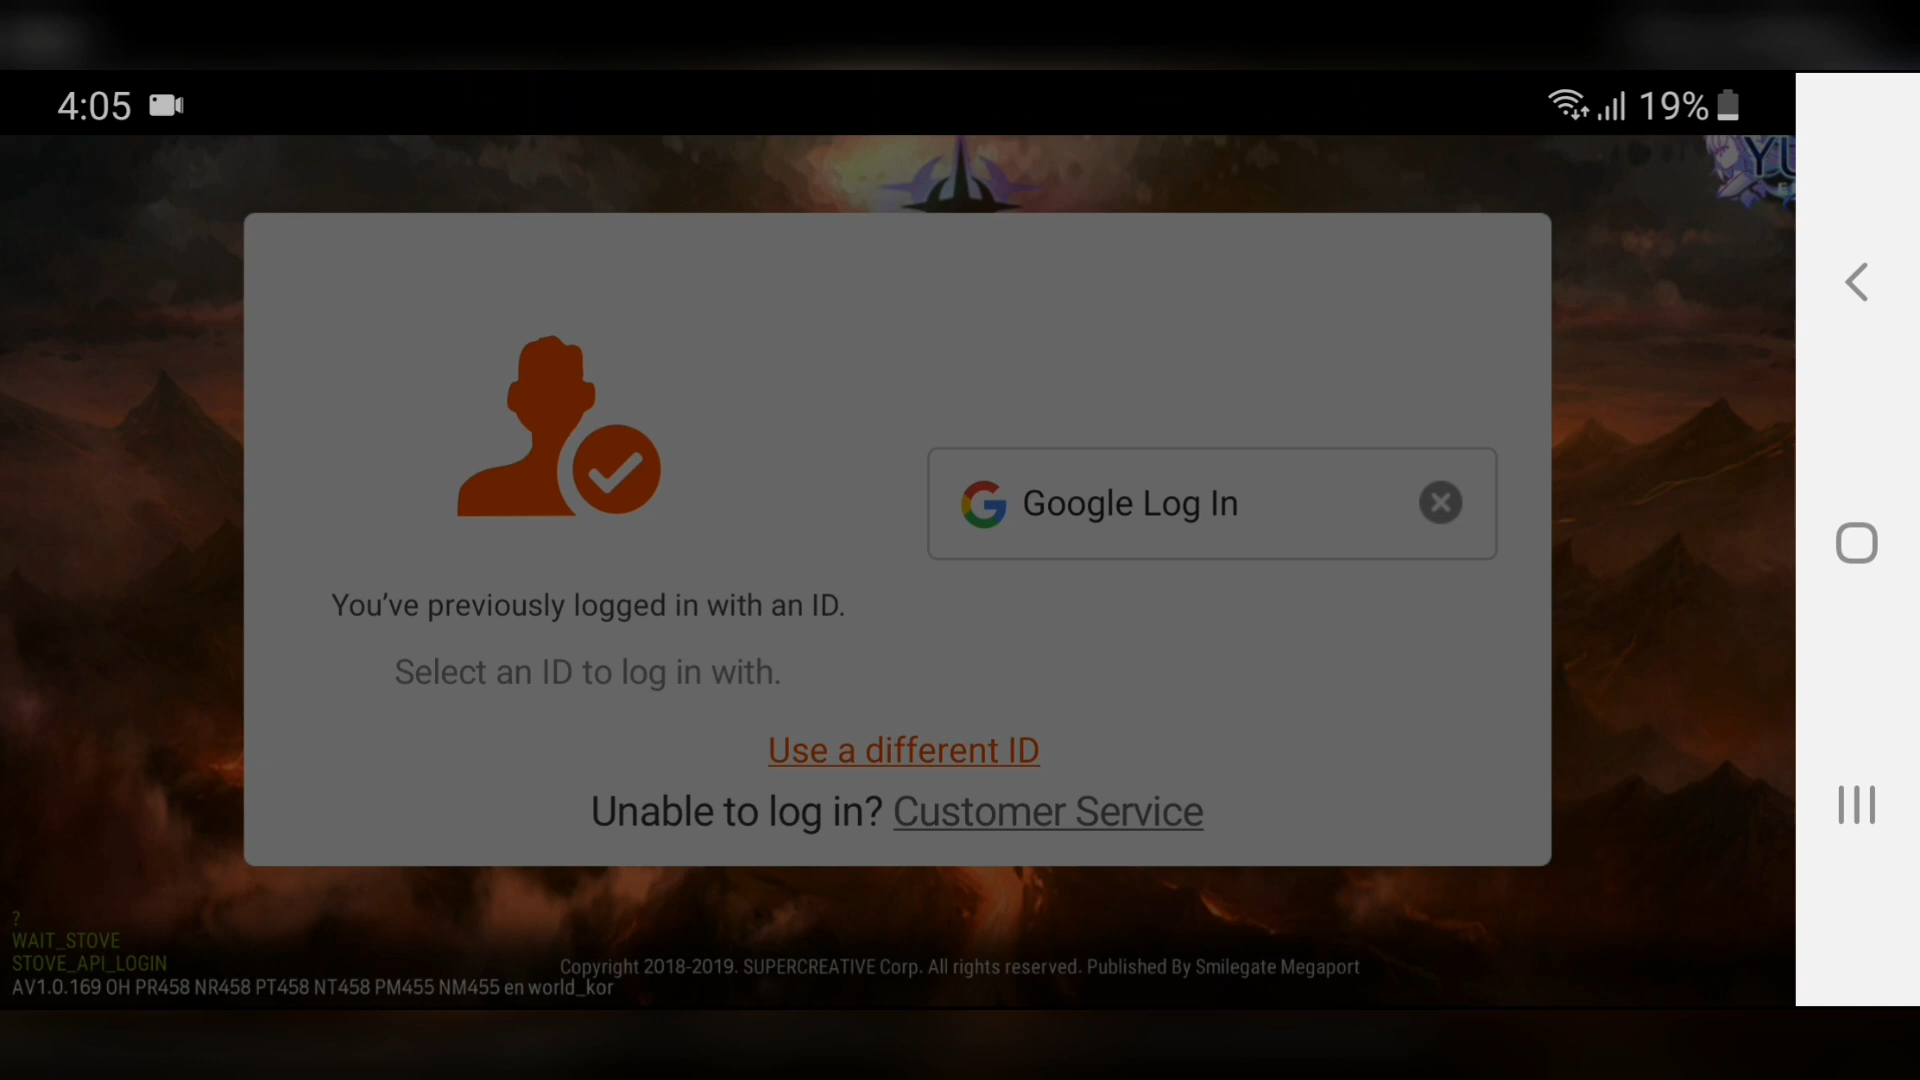 4:05
19%
YU
You've previously logged in with an ID.
Select an ID to log in with.
Google Log In
Use a different ID
Unable to log in? Customer Service
?
WAIT_STOVE
STOVE_API_LOGIN
AV1.0.169 OH PR458 NR458 PT458 NT458 PM455 NM455 en world_kor
Copyright 2018-2019. SUPERCREATIVE Corp. All rights reserved. Published By Smilegate Megaport